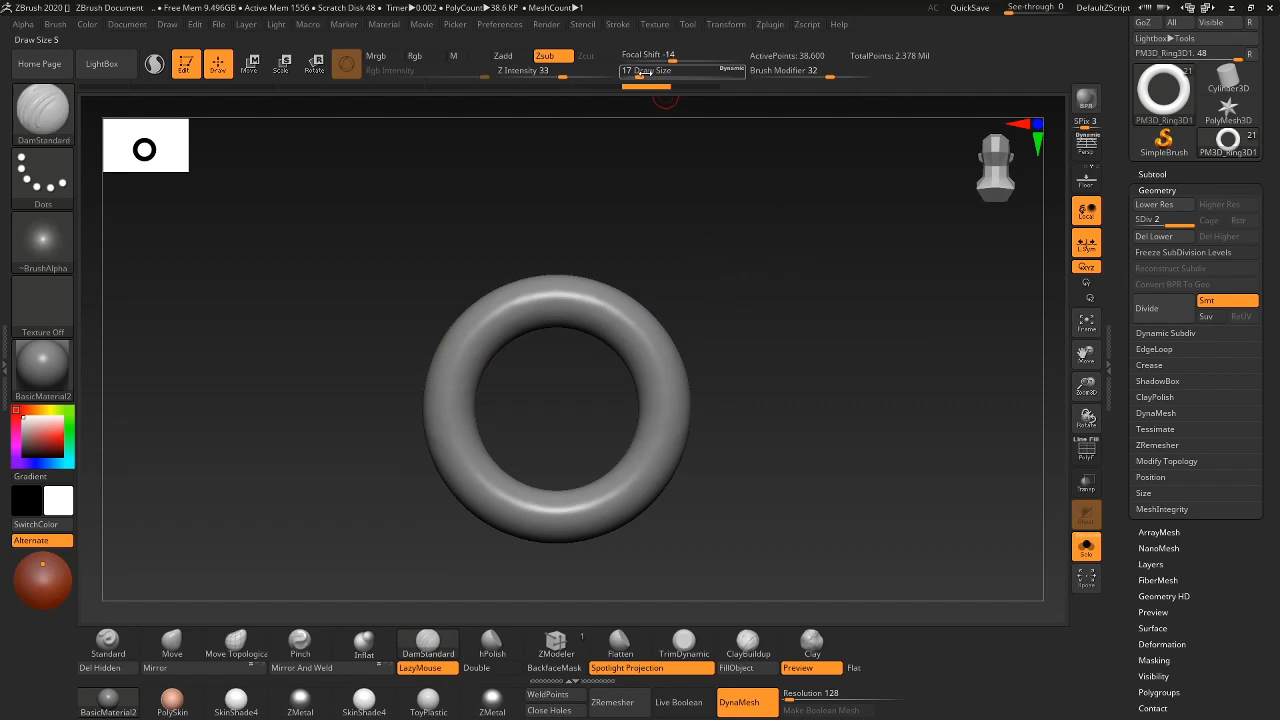 ZBrush 2020 [] ZBrush Document . . ▸ Free Mem 9.496GB • Active Mem 1556 • Scratch Disk 48 • Timer▸0.002 • PolyCount▸38.6 KP • MeshCount▸1
AC QuickSave See-through 0 Menus DefaultZScript
Alpha Brush Color Document Draw Edit File Layer Light Macro Marker Material Movie Picker Preferences Render Stencil Stroke Texture Tool Transform Zplugin Zscript Help
GoZ All Visible R
Draw Size S
Lightbox▶Tools
PM3D_Ring3D1. 48 R
Home Page LightBox Edit Draw Move Scale Rotate
Mrgb Rgb M Zadd Zsub Zcut
Rgb Intensity Z Intensity 33
Focal Shift -14 ActivePoints: 38,600 TotalPoints: 2.378 Mil
17 Draw Size Dynamic Brush Modifier 32
21
Cylinder3D
PM3D_Ring3D1 PolyMesh3D
21
SimpleBrush PM3D_Ring3D1
DamStandard
Dots
~BrushAlpha
Texture Off
BasicMaterial2
Gradient
SwitchColor
Alternate
BPR
SPix 3
Dynamic
Persp
Floor
Local
L.Sym
XYZ
Frame
Move
Zoom3D
Rotate
Line Fill
PolyF
Transp
Ghost
Solo
Xpose
Subtool
Geometry
Lower Res Higher Res
SDiv 2 Cage Rstr
Del Lower Del Higher
Freeze SubDivision Levels
Reconstruct Subdiv
Convert BPR To Geo
Divide Smt
Suv ReUV
Dynamic Subdiv
EdgeLoop
Crease
ShadowBox
ClayPolish
DynaMesh
Tessimate
ZRemesher
Modify Topology
Position
Size
MeshIntegrity
ArrayMesh
NanoMesh
Layers
FiberMesh
Geometry HD
Preview
Surface
Deformation
Masking
Visibility
Polygroups
Contact
Standard Move Move Topologica Pinch Inflat DamStandard hPolish ZModeler 1 Flatten TrimDynamic ClayBuildup Clay
Del Hidden Mirror Mirror And Weld LazyMouse Double BackfaceMask Spotlight Projection FillObject Preview Flat
BasicMaterial2 PolySkin SkinShade4 ZMetal SkinShade4 ToyPlastic ZMetal
WeldPoints ZRemesher Live Boolean DynaMesh Resolution 128
Close Holes Make Boolean Mesh